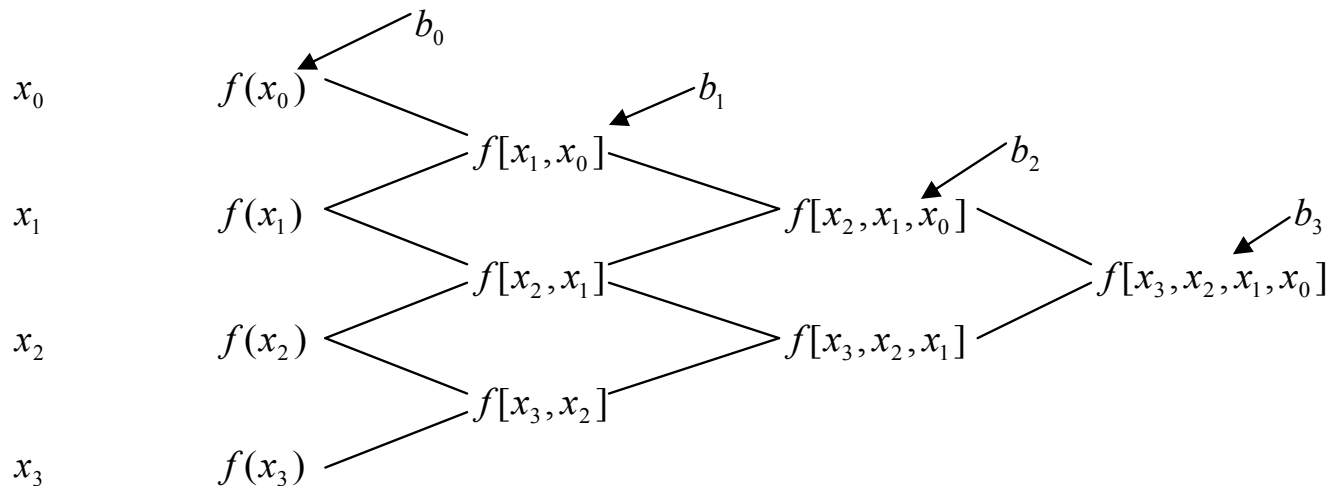 b₀
x₀ f(x₀)
b₁
f[x₁, x₀]
b₂
x₁ f(x₁) f[x₂, x₁, x₀]
b₃
f[x₂, x₁] f[x₃, x₂, x₁, x₀]
x₂ f(x₂) f[x₃, x₂, x₁]
f[x₃, x₂]
x₃ f(x₃)